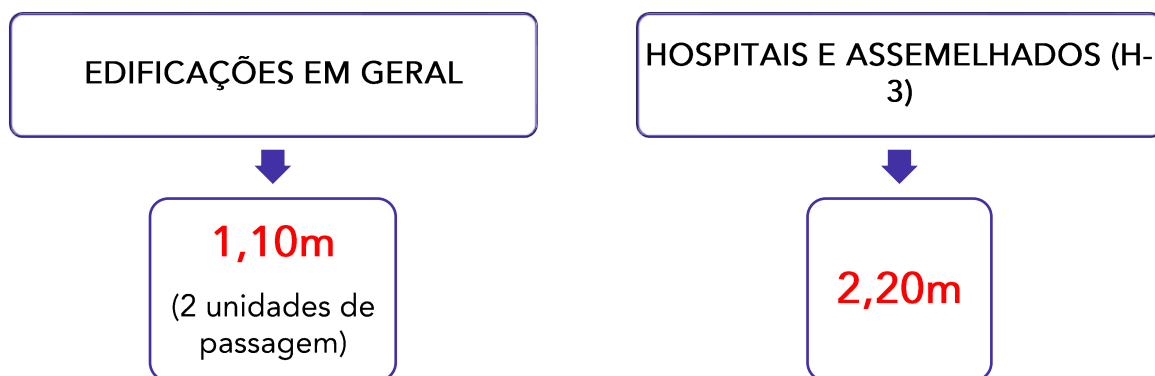 EDIFICAÇÕES EM GERAL
HOSPITAIS E ASSEMELHADOS (H-
3)
1,10m
(2 unidades de
passagem)
2,20m